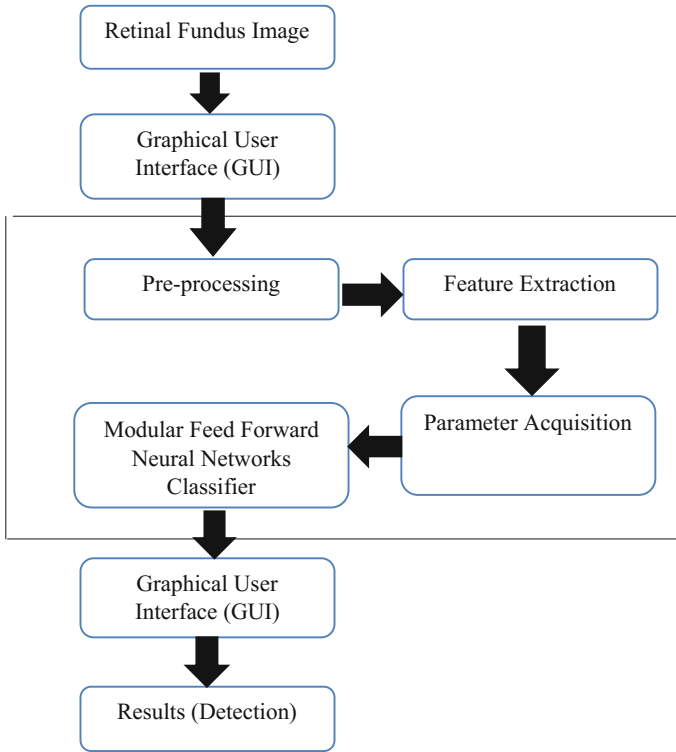 Retinal Fundus Image
Graphical User
Interface (GUI)
Pre-processing
Feature Extraction
Parameter Acquisition
Modular Feed Forward
Neural Networks
Classifier
Graphical User
Interface (GUI)
Results (Detection)